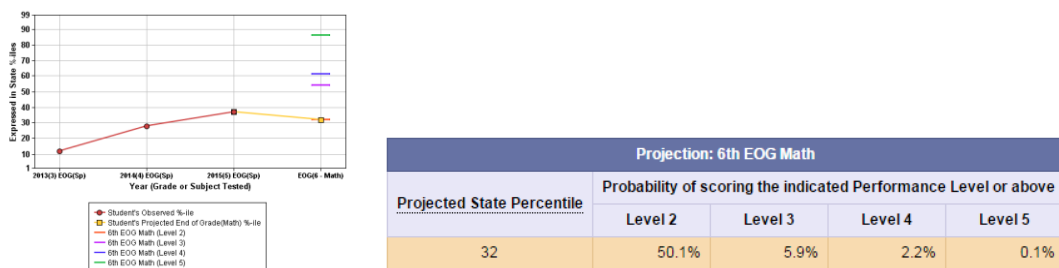 99
90
80
70
60
50
40
30
20
10
1
Expressed in State %-iles
2013(3) EOG(Sp) 2014(4) EOG(Sp) 2015(5) EOG(Sp) EOG(6 - Math)
Year (Grade or Subject Tested)
Student's Observed %-ile
Student's Projected End of Grade(Math) %-ile
6th EOG Math (Level 2)
6th EOG Math (Level 3)
6th EOG Math (Level 4)
6th EOG Math (Level 5)
Projection: 6th EOG Math
Projected State Percentile
Probability of scoring the indicated Performance Level or above
Level 2 Level 3 Level 4 Level 5
32 50.1% 5.9% 2.2% 0.1%